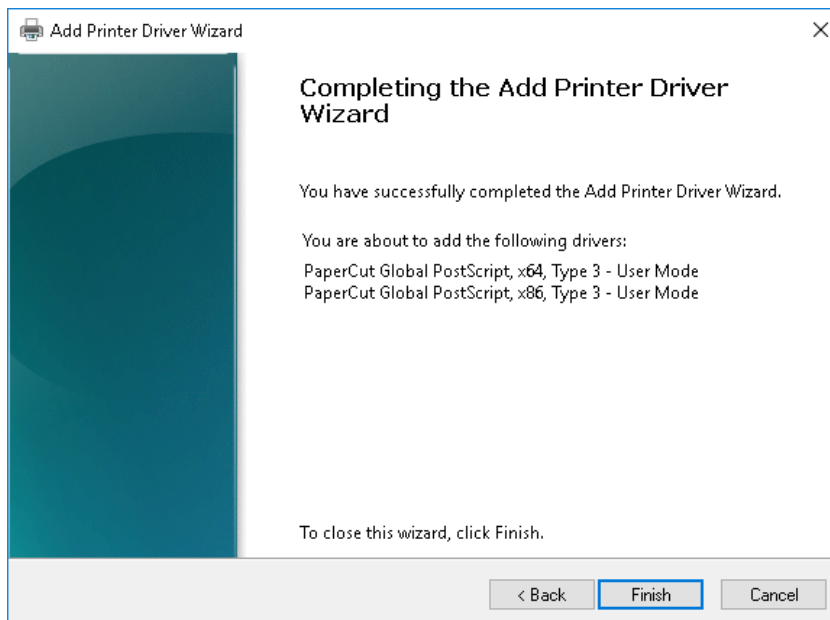 Add Printer Driver Wizard
Completing the Add Printer Driver
Wizard
You have successfully completed the Add Printer Driver Wizard.
You are about to add the following drivers:
PaperCut Global PostScript, x64, Type 3 - User Mode
PaperCut Global PostScript, x86, Type 3 - User Mode
To close this wizard, click Finish.
< Back
Finish
Cancel